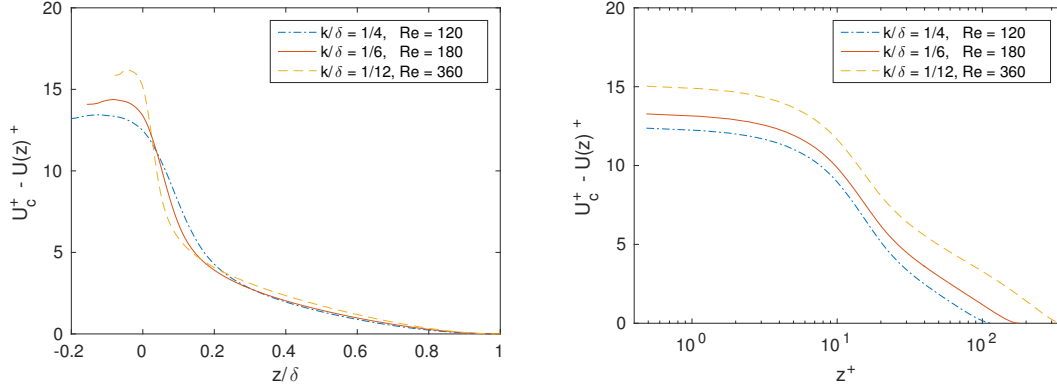 20
15
10
5
0
U_c^+ - U(z)^+
-0.2 0 0.2 0.4 0.6 0.8 1
z/δ
k/δ = 1/4, Re = 120
k/δ = 1/6, Re = 180
k/δ = 1/12, Re = 360
20
15
10
5
0
U_c^+ - U(z)^+
10^0 10^1 10^2
z^+
k/δ = 1/4, Re = 120
k/δ = 1/6, Re = 180
k/δ = 1/12, Re = 360